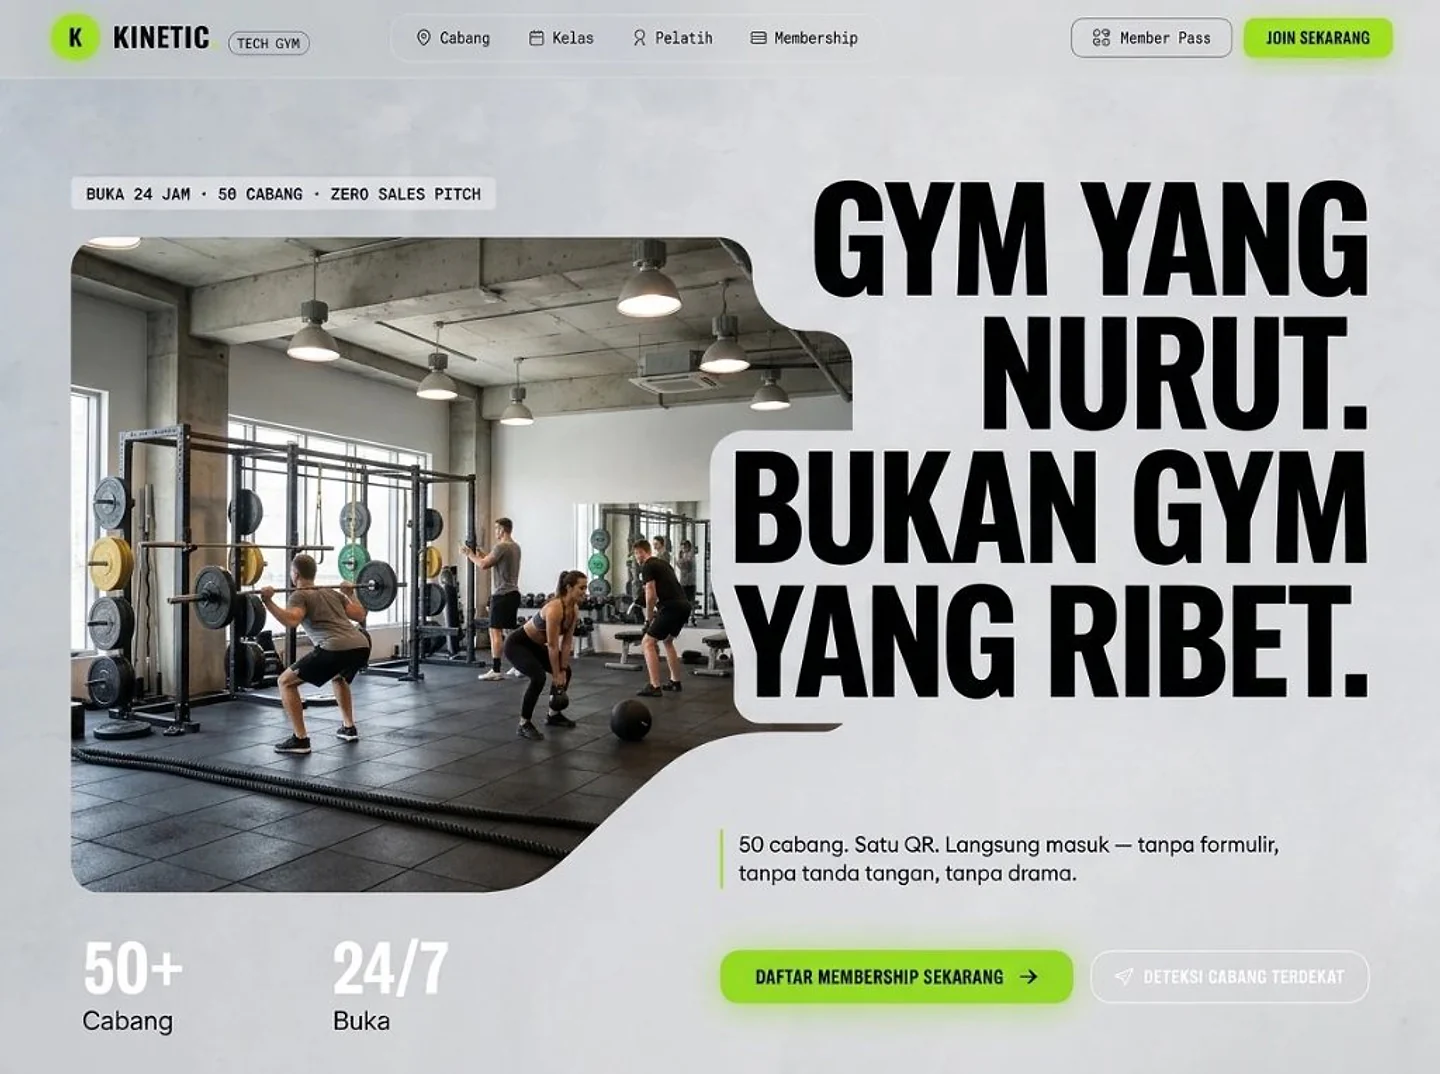 K
KINETIC.
TECH GYM
Cabang
Kelas
Pelatih
Membership
Member Pass
JOIN SEKARANG
BUKA 24 JAM · 50 CABANG · ZERO SALES PITCH
GYM YANG
NURUT.
BUKAN GYM
YANG RIBET.
50 cabang. Satu QR. Langsung masuk — tanpa formulir,
tanpa tanda tangan, tanpa drama.
DAFTAR MEMBERSHIP SEKARANG →
DETEKSI CABANG TERDEKAT
50+
Cabang
24/7
Buka